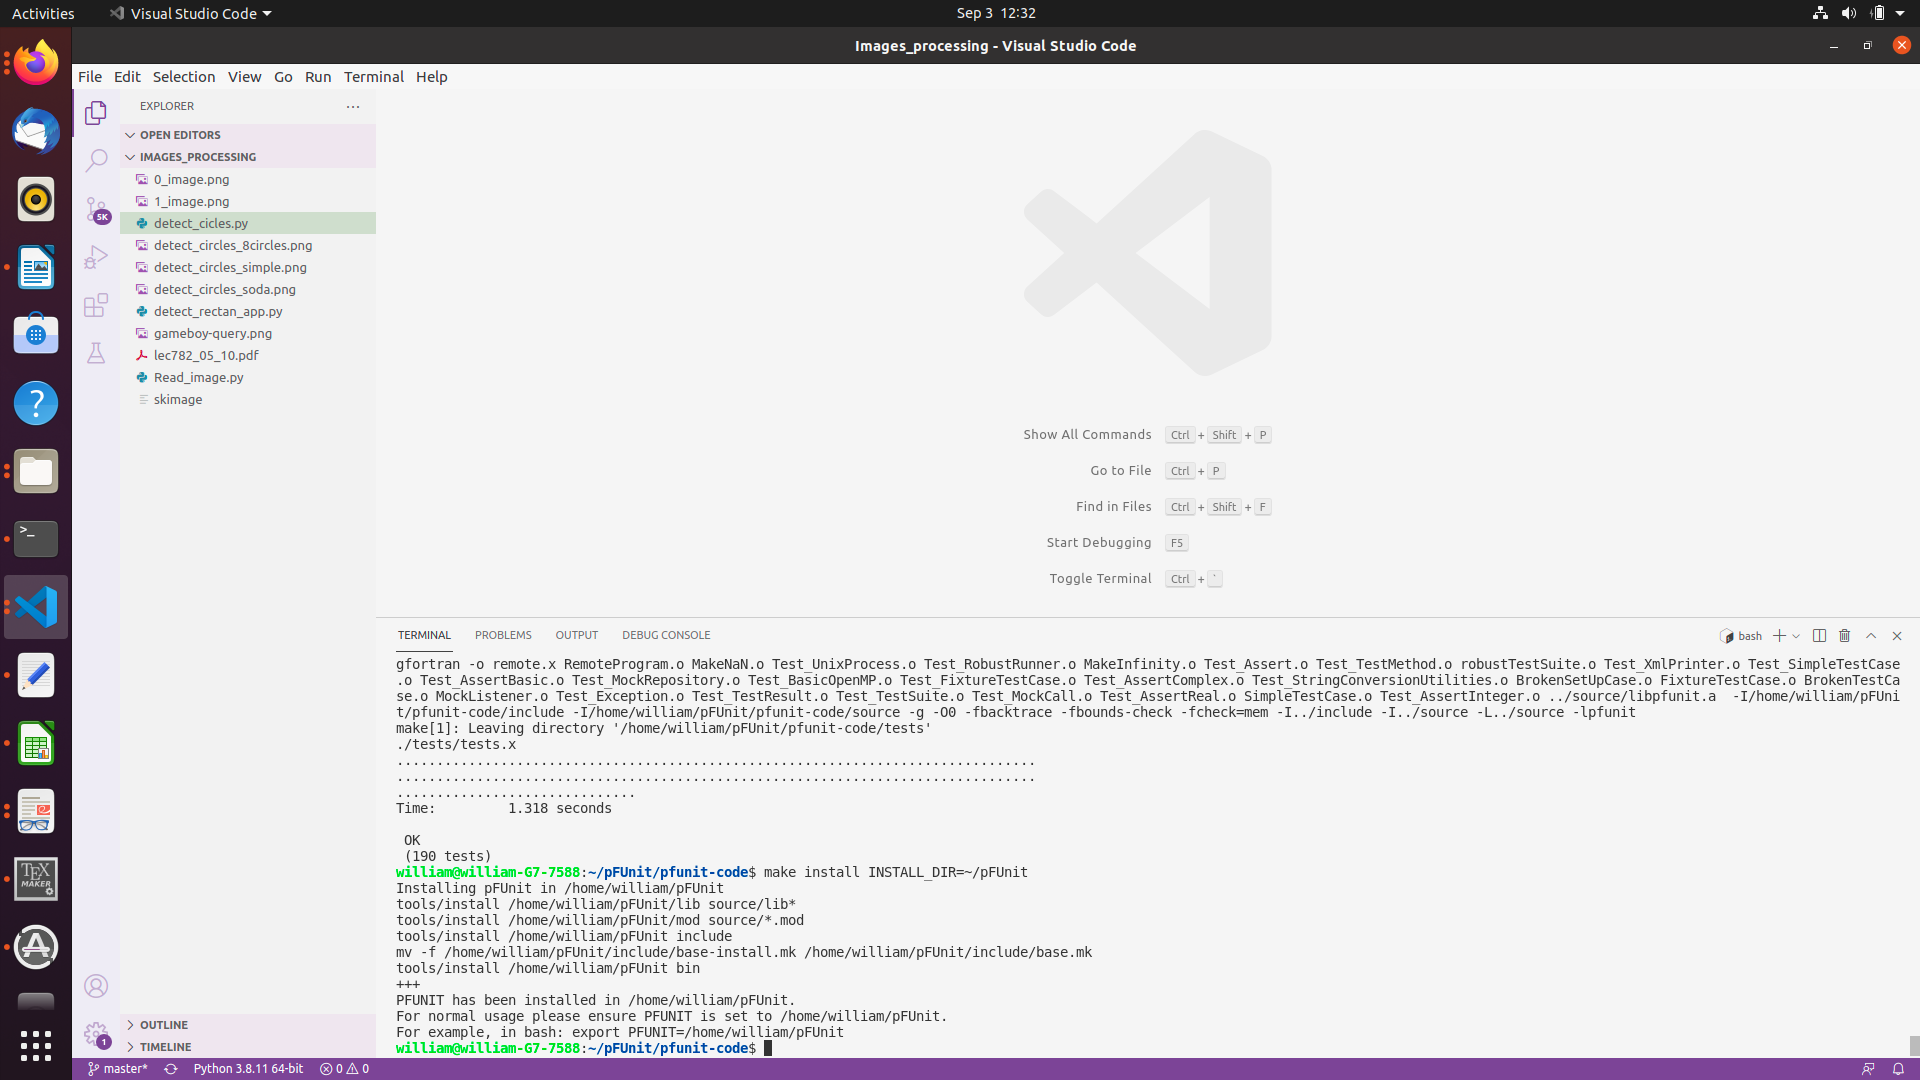 Activities Visual Studio Code Sep 3 12:32
Images_processing - Visual Studio Code
File Edit Selection View Go Run Terminal Help
EXPLORER
OPEN EDITORS
IMAGES_PROCESSING
0_image.png
1_image.png
detect_cicles.py
detect_circles_8circles.png
detect_circles_simple.png
detect_circles_soda.png
detect_rectan_app.py
gameboy-query.png
lec782_05_10.pdf
Read_image.py
skimage
5K
Show All Commands Ctrl + Shift + P
Go to File Ctrl + P
Find in Files Ctrl + Shift + F
Start Debugging F5
Toggle Terminal Ctrl + `
TERMINAL PROBLEMS OUTPUT DEBUG CONSOLE bash
gfortran -o remote.x RemoteProgram.o MakeNaN.o Test_UnixProcess.o Test_RobustRunner.o MakeInfinity.o Test_Assert.o Test_TestMethod.o robustTestSuite.o Test_XmlPrinter.o Test_SimpleTestCase
.o Test_AssertBasic.o Test_MockRepository.o Test_BasicOpenMP.o Test_FixtureTestCase.o Test_AssertComplex.o Test_StringConversionUtilities.o BrokenSetUpCase.o FixtureTestCase.o BrokenTestCa
se.o MockListener.o Test_Exception.o Test_TestResult.o Test_TestSuite.o Test_MockCall.o Test_AssertReal.o SimpleTestCase.o Test_AssertInteger.o ../source/libpfunit.a  -I/home/william/pFUni
t/pfunit-code/include -I/home/william/pFUnit/pfunit-code/source -g -O0 -fbacktrace -fbounds-check -fcheck=mem -I../include -I../source -L../source -lpfunit
make[1]: Leaving directory '/home/william/pFUnit/pfunit-code/tests'
./tests/tests.x
................................................................................
................................................................................
..............................
Time:         1.318 seconds
OK
(190 tests)
william@william-G7-7588:~/pFUnit/pfunit-code$ make install INSTALL_DIR=~/pFUnit
Installing pFUnit in /home/william/pFUnit
tools/install /home/william/pFUnit/lib source/lib*
tools/install /home/william/pFUnit/mod source/*.mod
tools/install /home/william/pFUnit include
mv -f /home/william/pFUnit/include/base-install.mk /home/william/pFUnit/include/base.mk
tools/install /home/william/pFUnit bin
+++
PFUNIT has been installed in /home/william/pFUnit.
For normal usage please ensure PFUNIT is set to /home/william/pFUnit.
For example, in bash: export PFUNIT=/home/william/pFUnit
william@william-G7-7588:~/pFUnit/pfunit-code$
TEX
MAKER
OUTLINE
TIMELINE
1
master* Python 3.8.11 64-bit 0 0